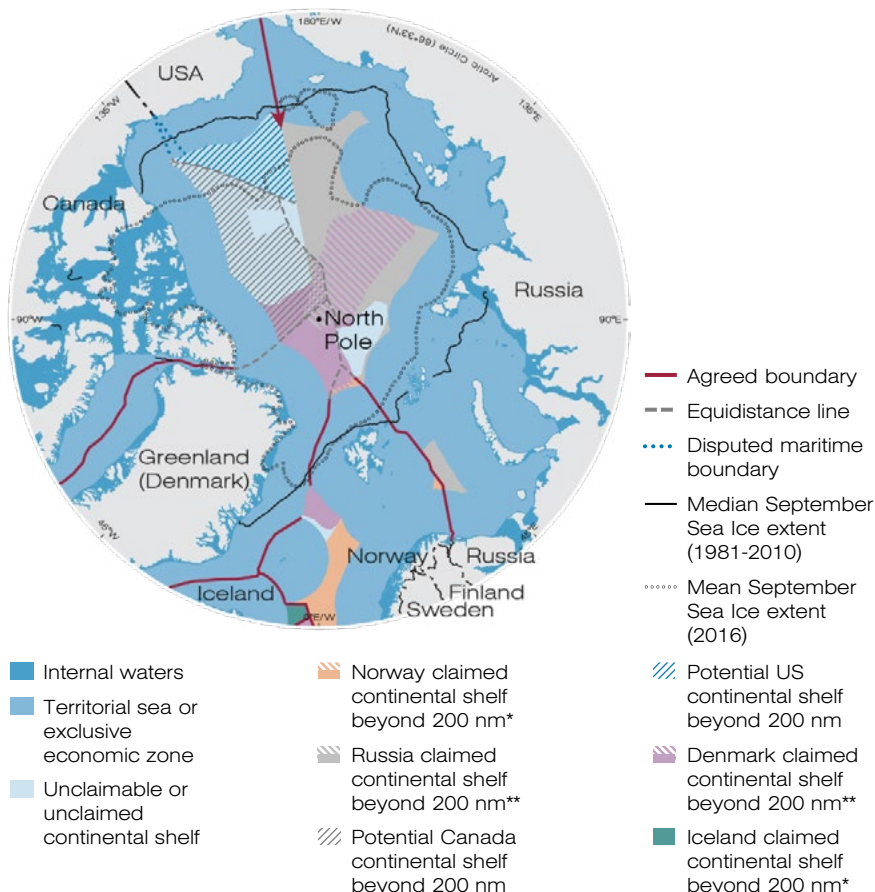 180°E/W
Arctic Circle (66°33'N)
USA
135°W
135°E
Canada
Russia
90°W
North
Pole
90°E
Greenland
(Denmark)
45°W
45°E
Norway
Russia
Iceland
Finland
Sweden
0°E/W
Agreed boundary
Equidistance line
Disputed maritime
boundary
Median September
Sea Ice extent
(1981-2010)
Mean September
Sea Ice extent
(2016)
Internal waters
Territorial sea or
exclusive
economic zone
Unclaimable or
unclaimed
continental shelf
Norway claimed
continental shelf
beyond 200 nm*
Russia claimed
continental shelf
beyond 200 nm**
Potential Canada
continental shelf
beyond 200 nm
Potential US
continental shelf
beyond 200 nm
Denmark claimed
continental shelf
beyond 200 nm**
Iceland claimed
continental shelf
beyond 200 nm*